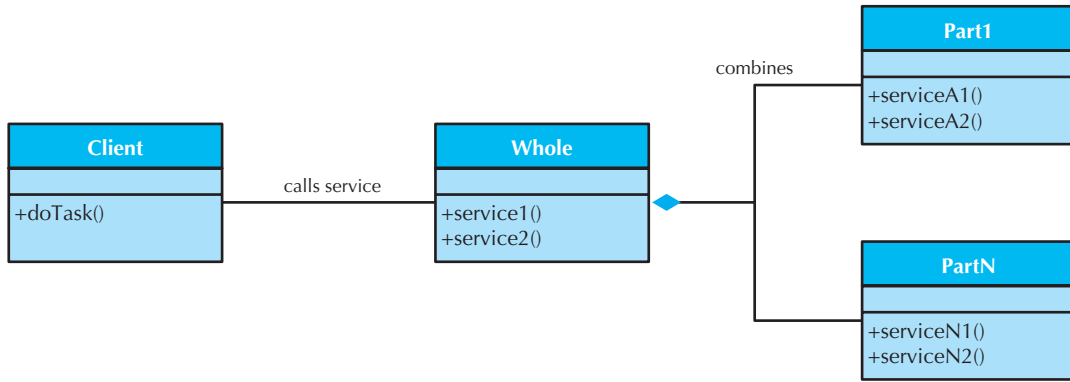 Client
+doTask()
calls service
Whole
+service1()
+service2()
combines
Part1
+serviceA1()
+serviceA2()
PartN
+serviceN1()
+serviceN2()